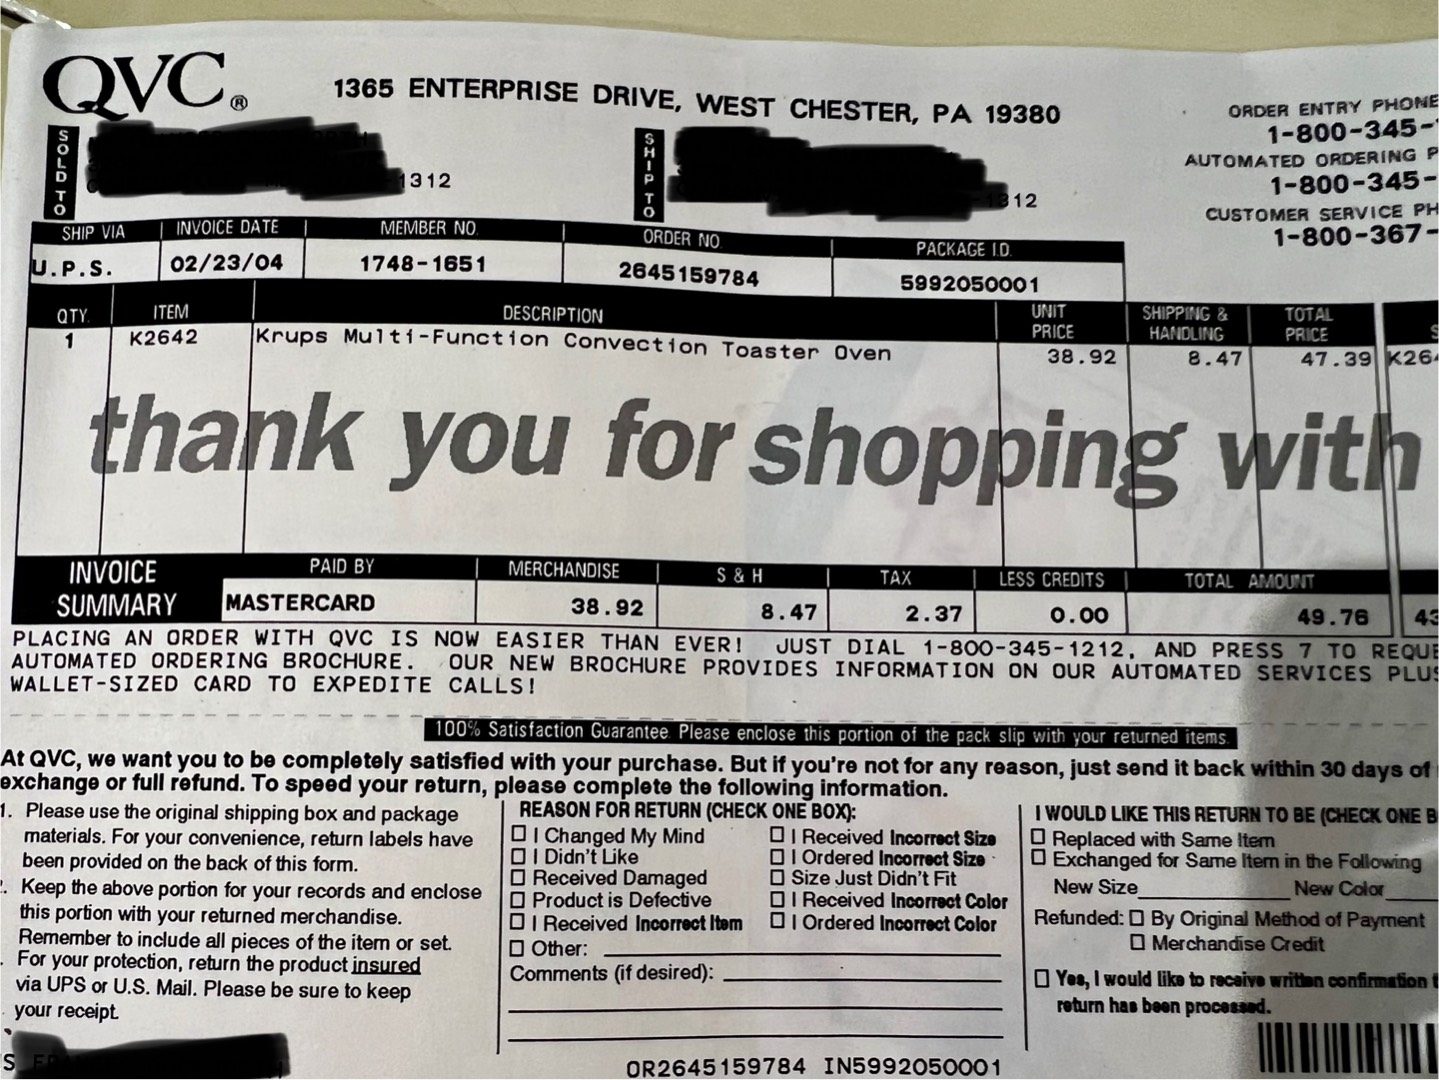 QVC®
1365 ENTERPRISE DRIVE, WEST CHESTER, PA 19380
ORDER ENTRY PHONE
1-800-345-
AUTOMATED ORDERING P
1-800-345-
CUSTOMER SERVICE PH
1-800-367-
SOLD TO
1312
SHIP TO
1312
SHIP VIA INVOICE DATE MEMBER NO. ORDER NO. PACKAGE I.D.
U.P.S. 02/23/04 1748-1651 2645159784 5992050001
QTY. ITEM DESCRIPTION UNIT PRICE SHIPPING & HANDLING TOTAL PRICE
1 K2642 Krups Multi-Function Convection Toaster Oven 38.92 8.47 47.39 K26
thank you for shopping with
INVOICE SUMMARY PAID BY MERCHANDISE S & H TAX LESS CREDITS TOTAL AMOUNT
MASTERCARD 38.92 8.47 2.37 0.00 49.76 43
PLACING AN ORDER WITH QVC IS NOW EASIER THAN EVER! JUST DIAL 1-800-345-1212, AND PRESS 7 TO REQUE
AUTOMATED ORDERING BROCHURE. OUR NEW BROCHURE PROVIDES INFORMATION ON OUR AUTOMATED SERVICES PLUS
WALLET-SIZED CARD TO EXPEDITE CALLS!
100% Satisfaction Guarantee. Please enclose this portion of the pack slip with your returned items.
At QVC, we want you to be completely satisfied with your purchase. But if you're not for any reason, just send it back within 30 days of
exchange or full refund. To speed your return, please complete the following information.
1. Please use the original shipping box and package
materials. For your convenience, return labels have
been provided on the back of this form.
. Keep the above portion for your records and enclose
this portion with your returned merchandise.
Remember to include all pieces of the item or set.
. For your protection, return the product insured
via UPS or U.S. Mail. Please be sure to keep
your receipt.
REASON FOR RETURN (CHECK ONE BOX):
I Changed My Mind
I Didn't Like
Received Damaged
Product is Defective
I Received Incorrect Item
Other:
I Received Incorrect Size
I Ordered Incorrect Size
Size Just Didn't Fit
I Received Incorrect Color
I Ordered Incorrect Color
Comments (if desired):
I WOULD LIKE THIS RETURN TO BE (CHECK ONE B
Replaced with Same Item
Exchanged for Same Item in the Following
New Size New Color
Refunded: By Original Method of Payment
Merchandise Credit
Yes, I would like to receive written confirmation t
return has been processed.
OR2645159784 IN5992050001